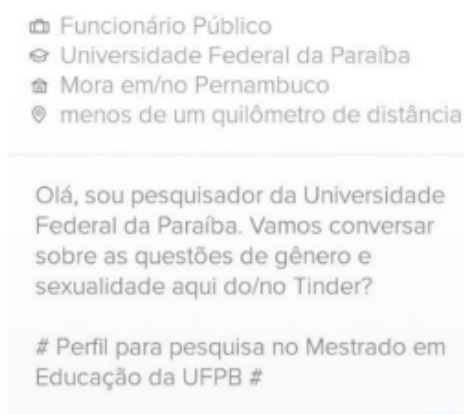 Funcionário Público
Universidade Federal da Paraíba
Mora em/no Pernambuco
menos de um quilômetro de distância
Olá, sou pesquisador da Universidade
Federal da Paraíba. Vamos conversar
sobre as questões de gênero e
sexualidade aqui do/no Tinder?
# Perfil para pesquisa no Mestrado em
Educação da UFPB #